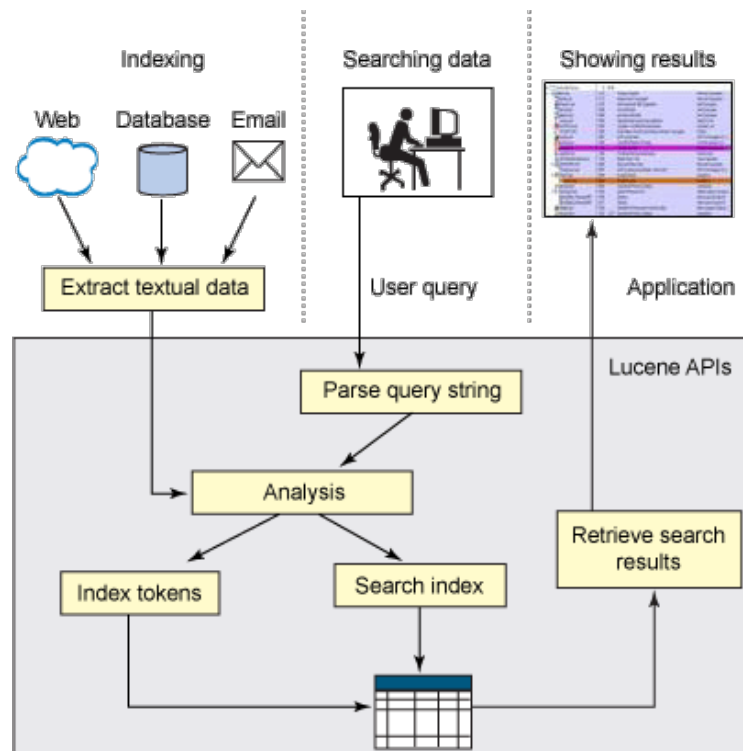 Indexing
Searching data
Showing results
Web
Database
Email
Extract textual data
User query
Application
Lucene APIs
Parse query string
Analysis
Retrieve search
results
Index tokens
Search index